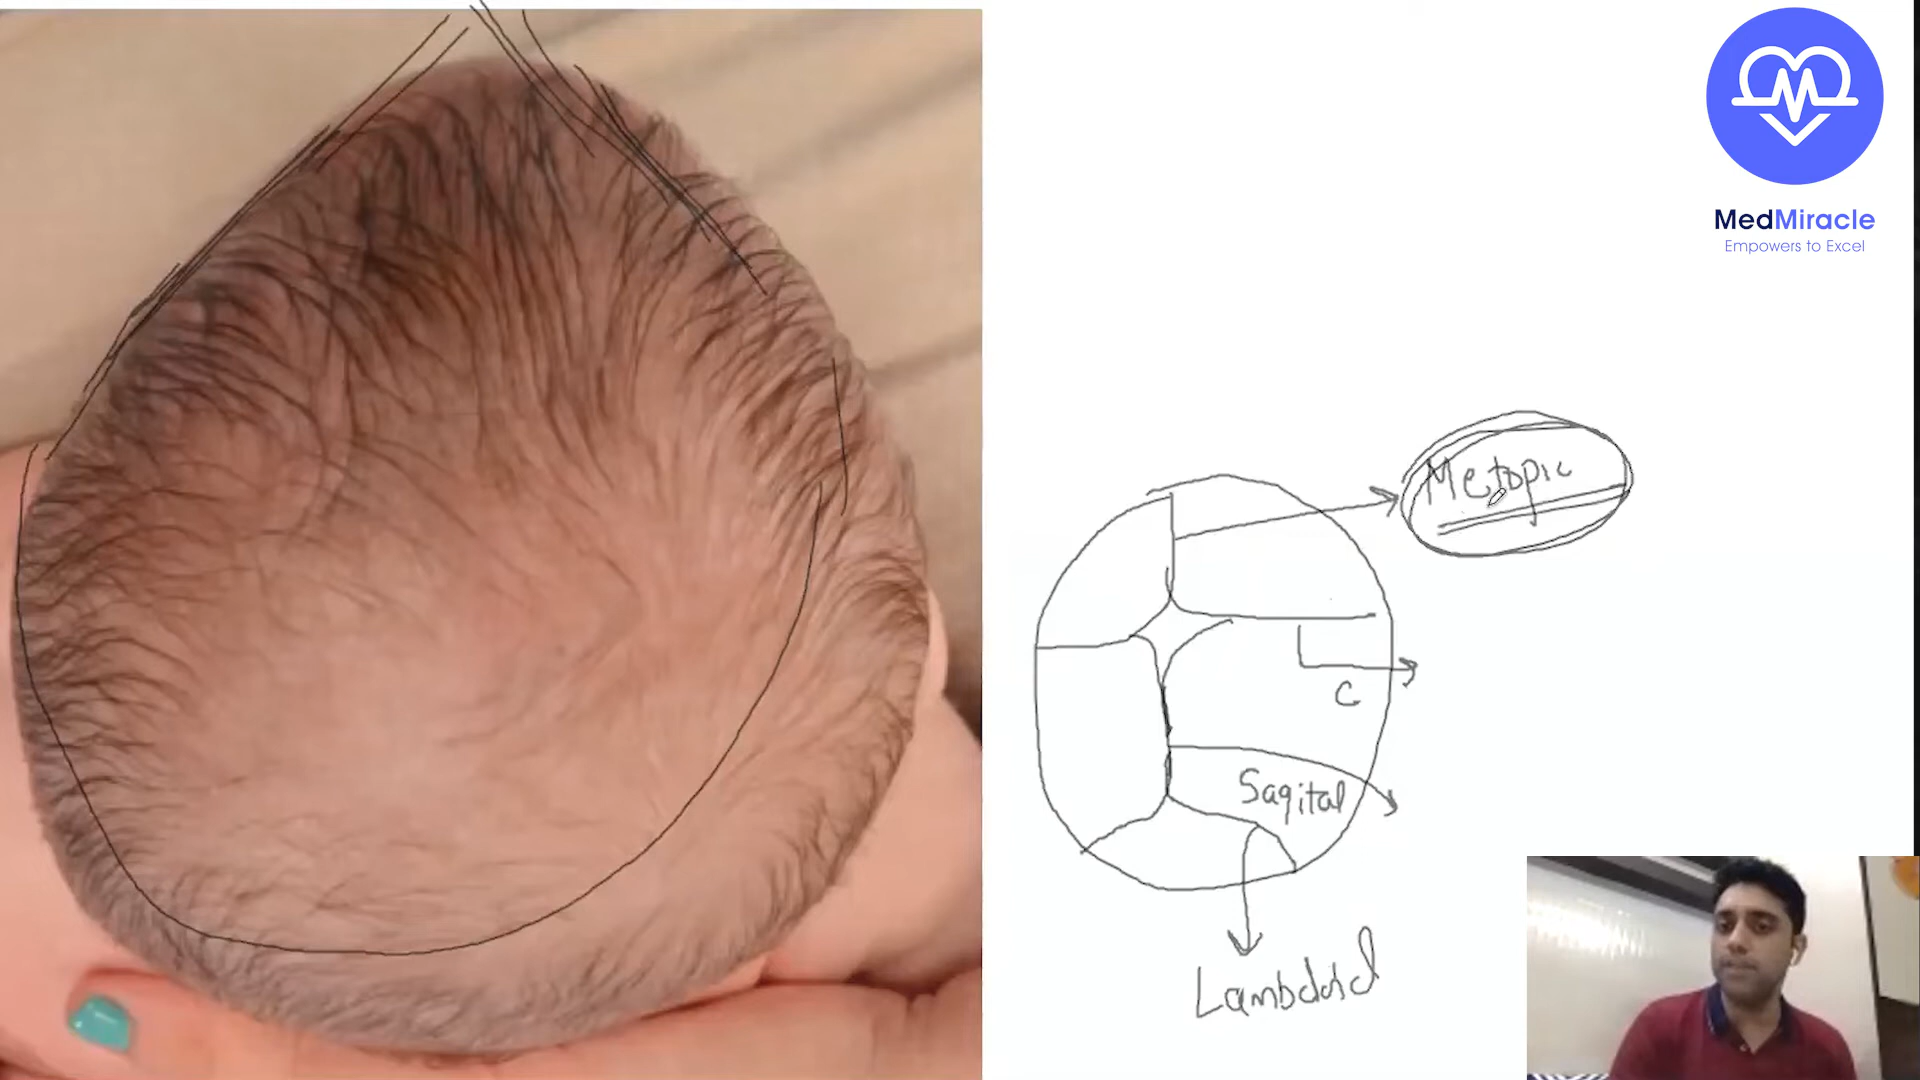 MedMiracle
Empowers to Excel
Metopic
C
Sagital
Lambdoid